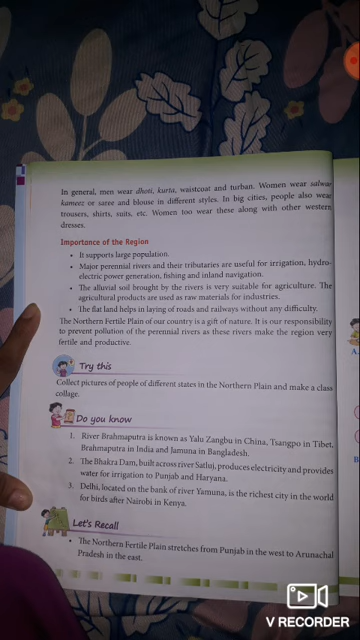 In general, men wear dhoti, kurta, waistcoat and turban. Women wear salwar
kameez or saree and blouse in different styles. In big cities, people also wear
trousers, shirts, suits, etc. Women too wear these along with other western
dresses.
Importance of the Region
• It supports large population.
• Major perennial rivers and their tributaries are useful for irrigation, hydro-
electric power generation, fishing and inland navigation.
• The alluvial soil brought by the rivers is very suitable for agriculture. The
agricultural products are used as raw materials for industries.
• The flat land helps in laying of roads and railways without any difficulty.
The Northern Fertile Plain of our country is a gift of nature. It is our responsibility
to prevent pollution of the perennial rivers as these rivers make the region very
fertile and productive.
Try this
Collect pictures of people of different states in the Northern Plain and make a class
collage.
Do you know
1. River Brahmaputra is known as Yalu Zangbu in China, Tsangpo in Tibet,
Brahmaputra in India and Jamuna in Bangladesh.
2. The Bhakra Dam, built across river Satluj, produces electricity and provides
water for irrigation to Punjab and Haryana.
3. Delhi, located on the bank of river Yamuna, is the richest city in the world
for birds after Nairobi in Kenya.
Let's Recall
• The Northern Fertile Plain stretches from Punjab in the west to Arunachal
Pradesh in the east.
A.
B
V RECORDER